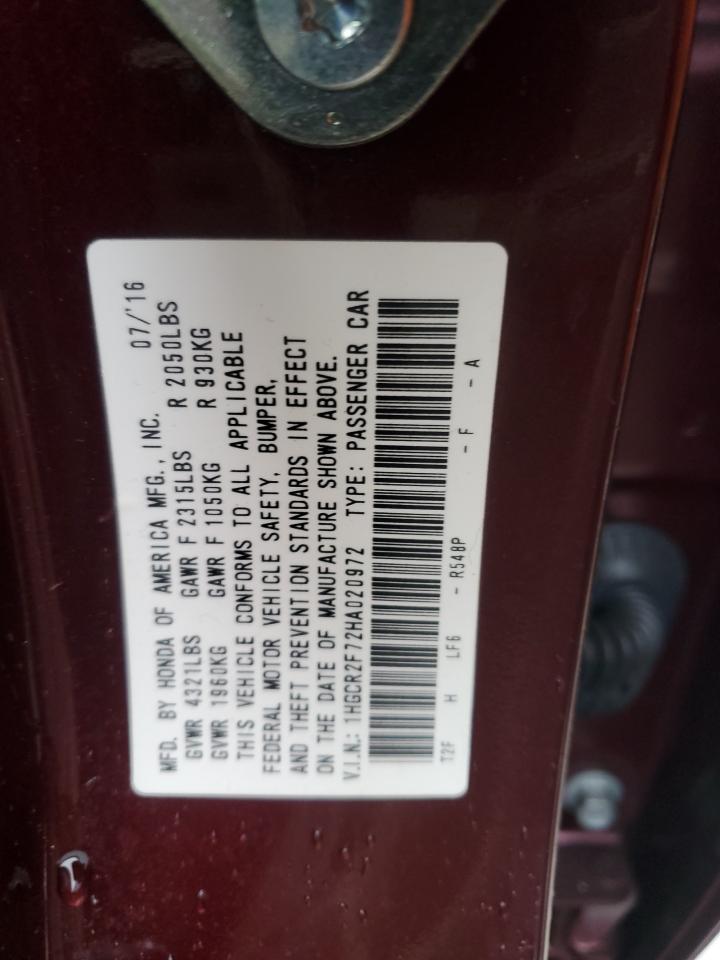 MFD. BY HONDA OF AMERICA MFG., INC. 07/'16
GVWR 4321LBS GAWR F 2315LBS R 2050LBS
GVWR 1960KG GAWR F 1050KG R 930KG
THIS VEHICLE CONFORMS TO ALL APPLICABLE
FEDERAL MOTOR VEHICLE SAFETY, BUMPER,
AND THEFT PREVENTION STANDARDS IN EFFECT
ON THE DATE OF MANUFACTURE SHOWN ABOVE.
V.I.N.: 1HGCR2F72HA020972 TYPE: PASSENGER CAR
T2F H LF6 - R548P - F - A